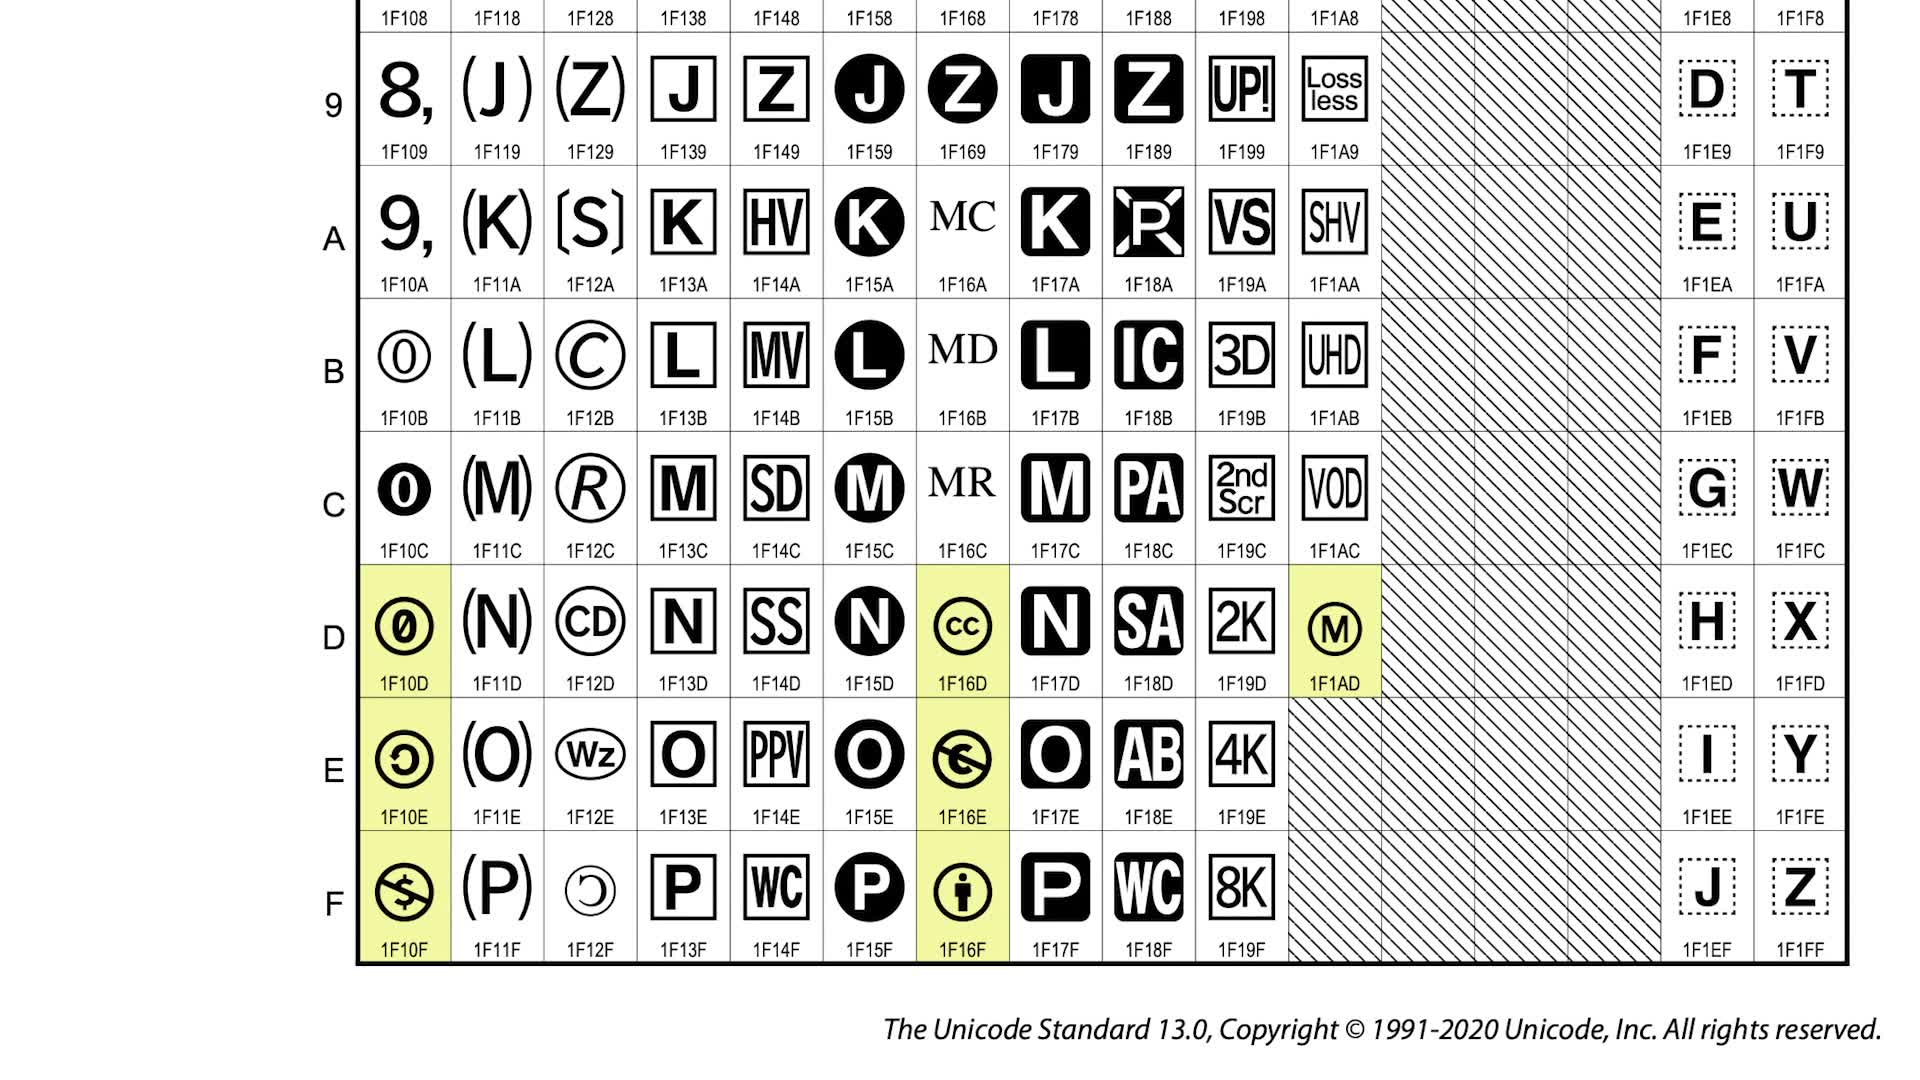 1F108 1F118 1F128 1F138 1F148 1F158 1F168 1F178 1F188 1F198 1F1A8 1F1E8 1F1F8
9 8, (J) (Z) J Z J Z J Z UP! Loss less D T
1F109 1F119 1F129 1F139 1F149 1F159 1F169 1F179 1F189 1F199 1F1A9 1F1E9 1F1F9
A 9, (K) 〔S〕 K HV K MC K P VS SHV E U
1F10A 1F11A 1F12A 1F13A 1F14A 1F15A 1F16A 1F17A 1F18A 1F19A 1F1AA 1F1EA 1F1FA
B 0 (L) C L MV L MD L IC 3D UHD F V
1F10B 1F11B 1F12B 1F13B 1F14B 1F15B 1F16B 1F17B 1F18B 1F19B 1F1AB 1F1EB 1F1FB
C 0 (M) R M SD M MR M PA 2nd Scr VOD G W
1F10C 1F11C 1F12C 1F13C 1F14C 1F15C 1F16C 1F17C 1F18C 1F19C 1F1AC 1F1EC 1F1FC
D 0 (N) CD N SS N cc N SA 2K M H X
1F10D 1F11D 1F12D 1F13D 1F14D 1F15D 1F16D 1F17D 1F18D 1F19D 1F1AD 1F1ED 1F1FD
E 🄎 (O) Wz O PPV O 🅮 O AB 4K I Y
1F10E 1F11E 1F12E 1F13E 1F14E 1F15E 1F16E 1F17E 1F18E 1F19E 1F1EE 1F1FE
F 🄏 (P) 🄯 P WC P 🅯 P WC 8K J Z
1F10F 1F11F 1F12F 1F13F 1F14F 1F15F 1F16F 1F17F 1F18F 1F19F 1F1EF 1F1FF
The Unicode Standard 13.0, Copyright © 1991-2020 Unicode, Inc. All rights reserved.